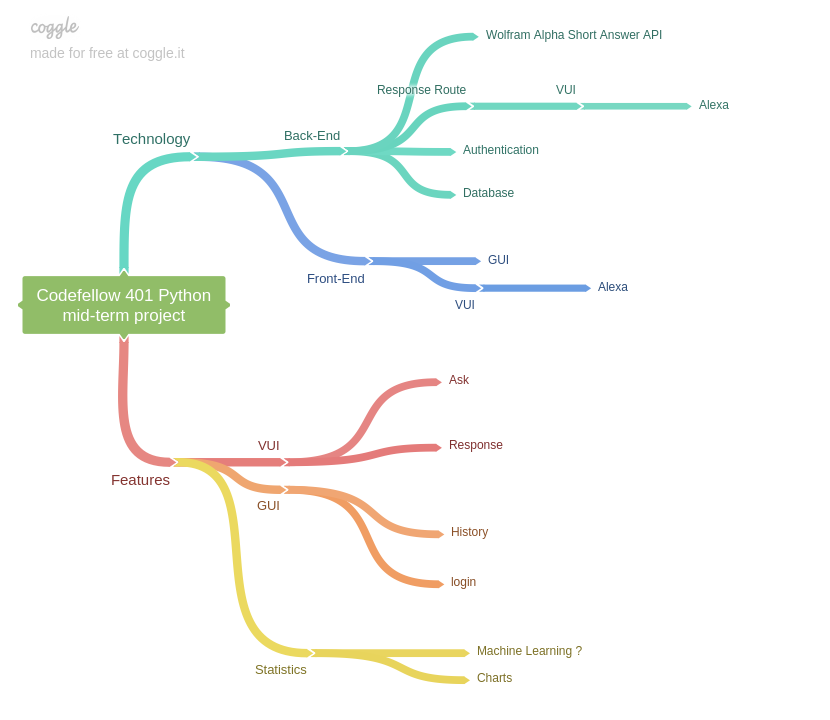 coggle
made for free at coggle.it
Wolfram Alpha Short Answer API
Response Route
VUI
Alexa
Technology
Back-End
Authentication
Database
GUI
Front-End
VUI
Alexa
Codefellow 401 Python
mid-term project
Ask
VUI
Response
Features
GUI
History
login
Statistics
Machine Learning ?
Charts